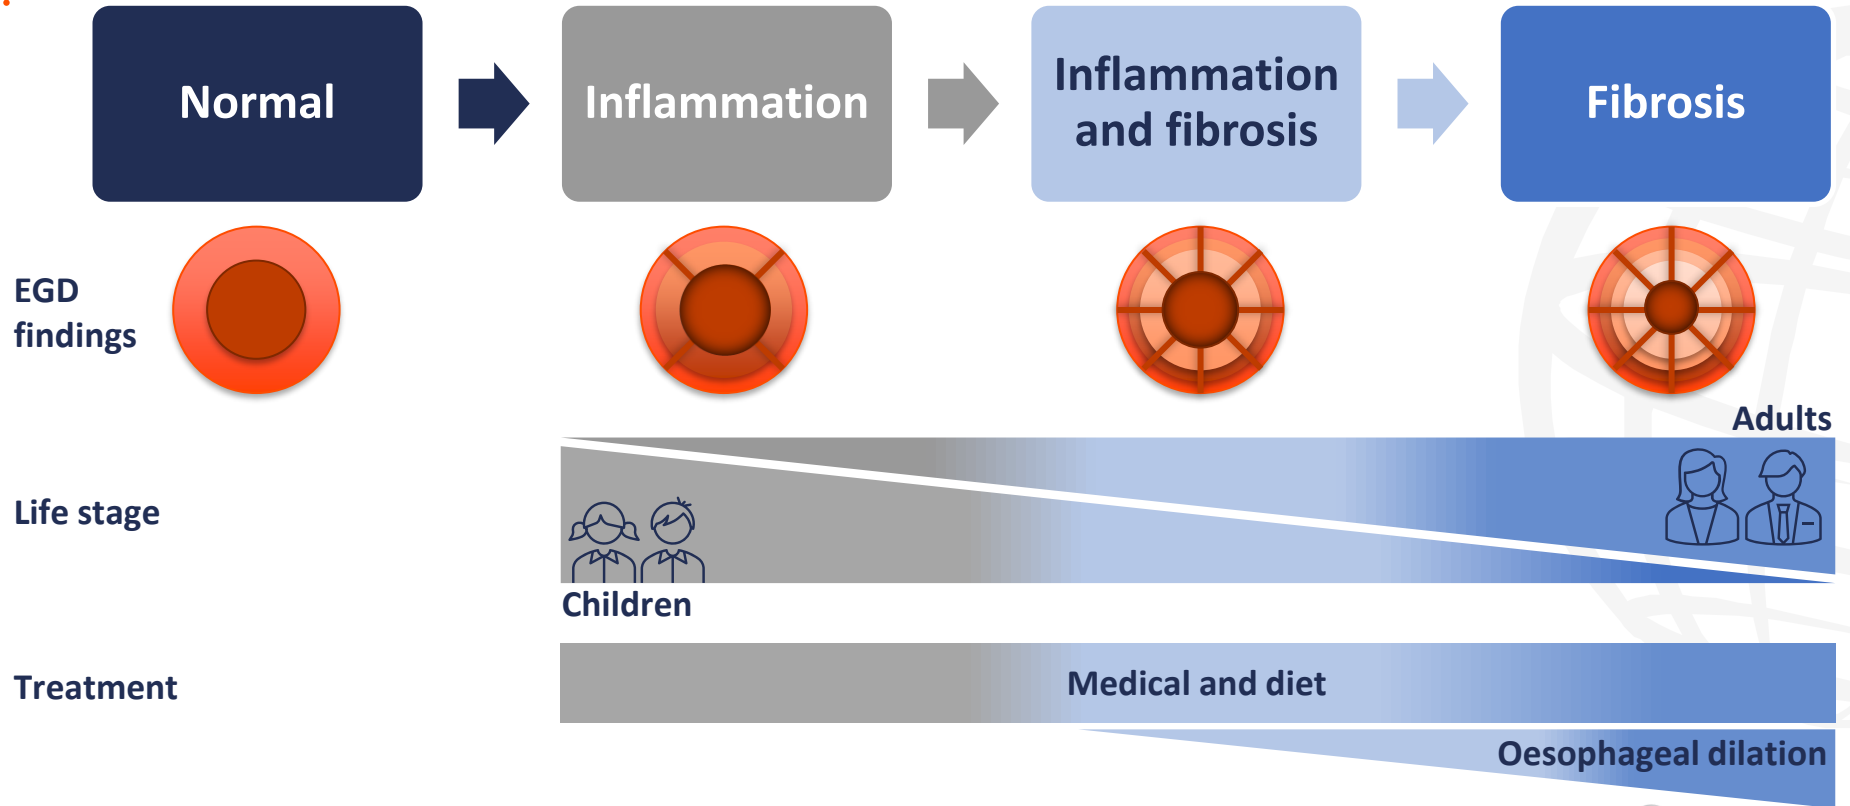 Normal
Inflammation
Inflammation
and fibrosis
Fibrosis
EGD
findings
Adults
Life stage
Children
Treatment
Medical and diet
Oesophageal dilation